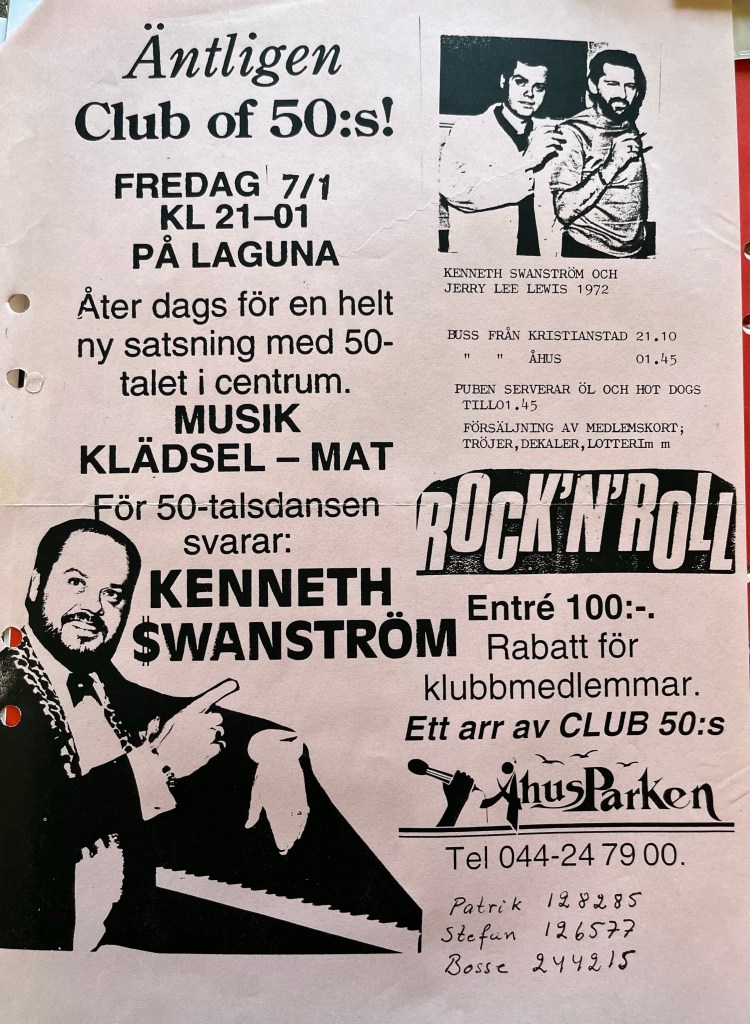 Äntligen
Club of 50:s!
FREDAG 7/1
KL 21–01
PÅ LAGUNA
Åter dags för en helt
ny satsning med 50-
talet i centrum.
MUSIK
KLÄDSEL – MAT
För 50-talsdansen
svarar:
KENNETH
$WANSTRÖM
KENNETH SWANSTRÖM OCH
JERRY LEE LEWIS 1972
BUSS FRÅN KRISTIANSTAD 21.10
" " ÅHUS 01.45
PUBEN SERVERAR ÖL OCH HOT DOGS
TILL01.45
FÖRSÄLJNING AV MEDLEMSKORT;
TRÖJER,DEKALER,LOTTERIm m
ROCK'N'ROLL
Entré 100:-.
Rabatt för
klubbmedlemmar.
Ett arr av CLUB 50:s
ÅhusParken
Tel 044-24 79 00.
Patrik 128285
Stefan 126577
Bosse 244215